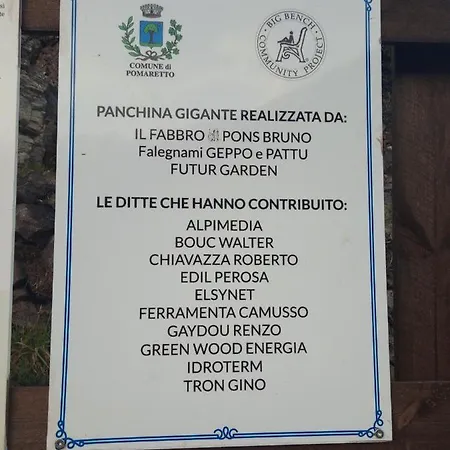 COMUNE di
POMARETTO
BIG BENCH
COMMUNITY PROJECT
PANCHINA GIGANTE REALIZZATA DA:
IL FABBRO PONS BRUNO
Falegnami GEPPO e PATTU
FUTUR GARDEN
LE DITTE CHE HANNO CONTRIBUITO:
ALPIMEDIA
BOUC WALTER
CHIAVAZZA ROBERTO
EDIL PEROSA
ELSYNET
FERRAMENTA CAMUSSO
GAYDOU RENZO
GREEN WOOD ENERGIA
IDROTERM
TRON GINO